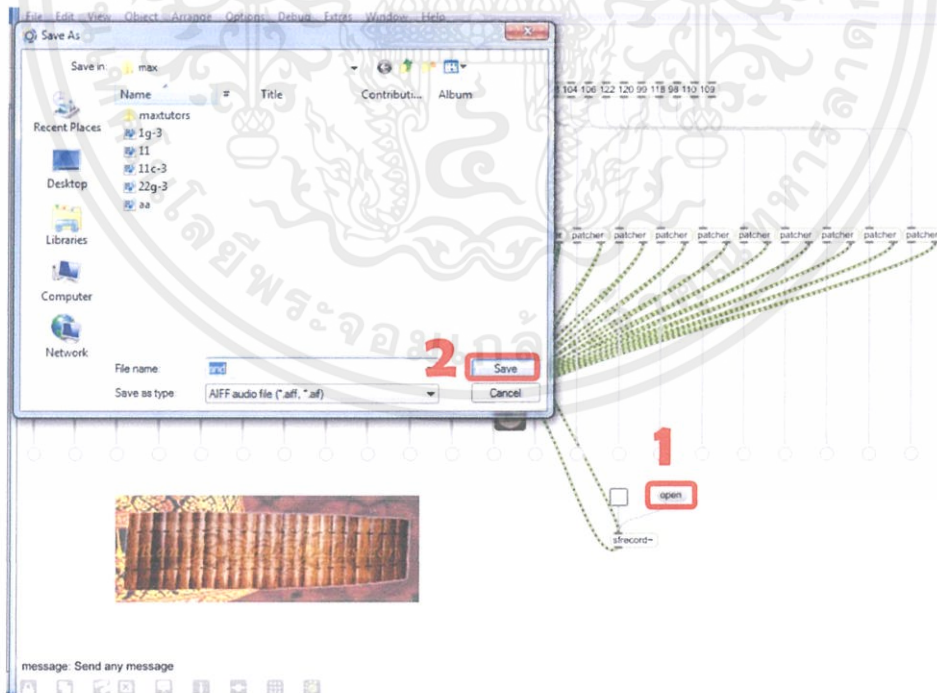 File Edit View Object Arrange Options Debug Extras Window Help
Save As
Save in: max
Name # Title Contributi... Album
Recent Places
Desktop
Libraries
Computer
Network
maxtutors
1g-3
11
11c-3
22g-3
aa
File name:
Save as type AIFF audio file (*.aiff, *.aif)
2
Save
Cancel
104 106 122 120 99 118 98 110 109
patcher patcher patcher patcher patcher patcher patcher patcher patcher
1
open
sfrecord~
message: Send any message